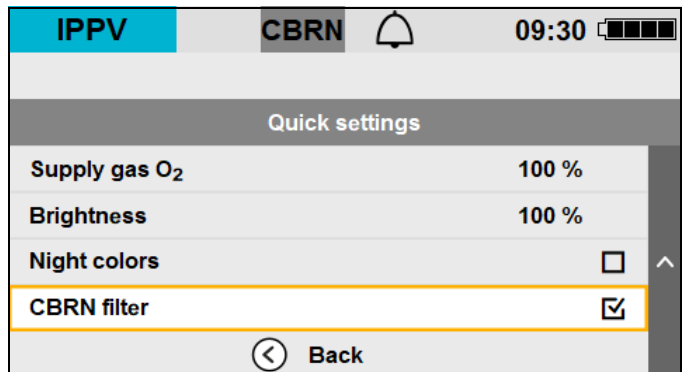 IPPV CBRN 09:30
Quick settings
Supply gas O₂ 100 %
Brightness 100 %
Night colors
CBRN filter
Back